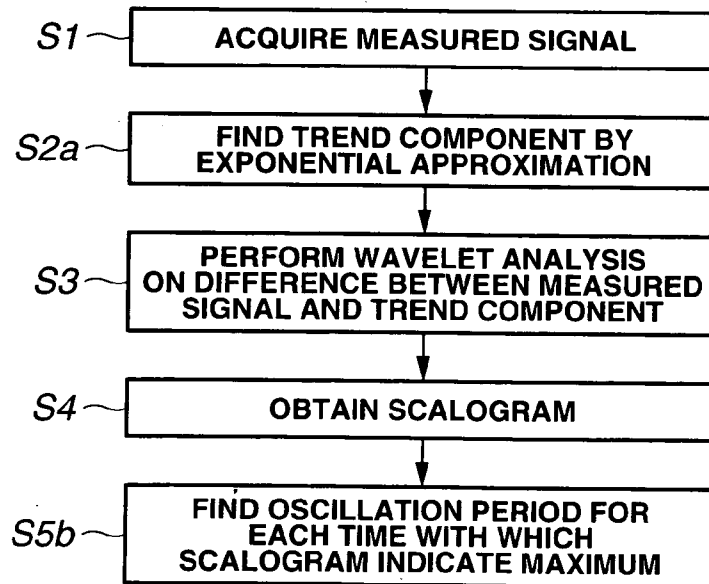 S1
ACQUIRE MEASURED SIGNAL
S2a
FIND TREND COMPONENT BY
EXPONENTIAL APPROXIMATION
S3
PERFORM WAVELET ANALYSIS
ON DIFFERENCE BETWEEN MEASURED
SIGNAL AND TREND COMPONENT
S4
OBTAIN SCALOGRAM
S5b
FIND OSCILLATION PERIOD FOR
EACH TIME WITH WHICH
SCALOGRAM INDICATE MAXIMUM